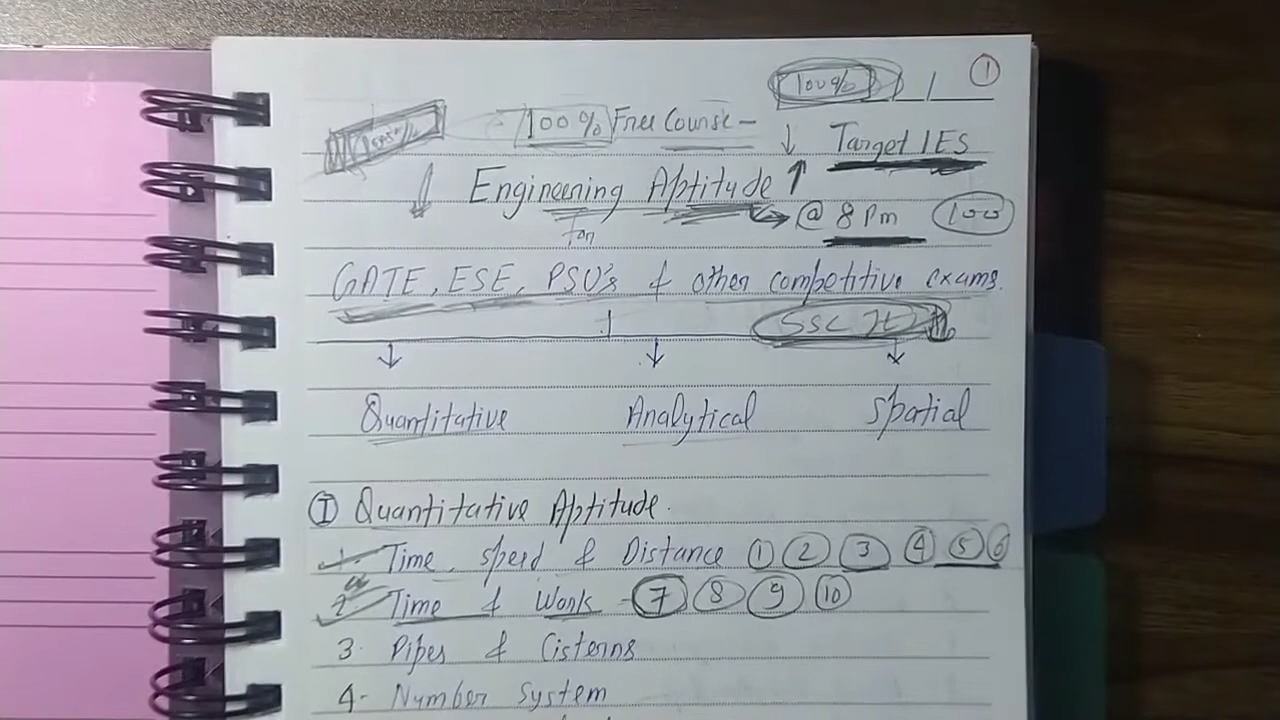 100%
1
100% Free Course -
Target IES
Engineering Aptitude
@ 8 Pm
100
for
GATE, ESE, PSU's & other competitive exams.
SSC JE
Quantitative Analytical Spatial
I Quantitative Aptitude.
1. Time, Speed & Distance 1 2 3 4 5 6
2. Time & Work - 7 8 9 10
3. Pipes & Cisterns
4- Number System